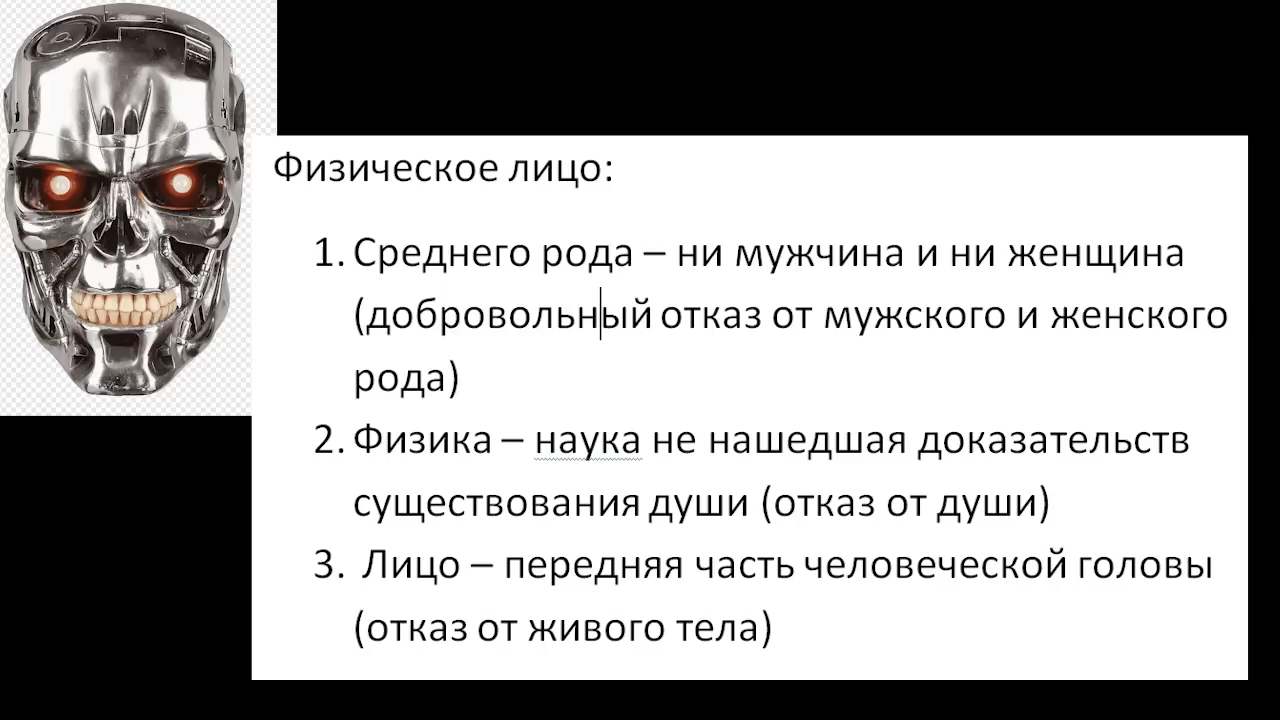 Физическое лицо:
1. Среднего рода – ни мужчина и ни женщина
(добровольный отказ от мужского и женского
рода)
2. Физика – наука не нашедшая доказательств
существования души (отказ от души)
3. Лицо – передняя часть человеческой головы
(отказ от живого тела)